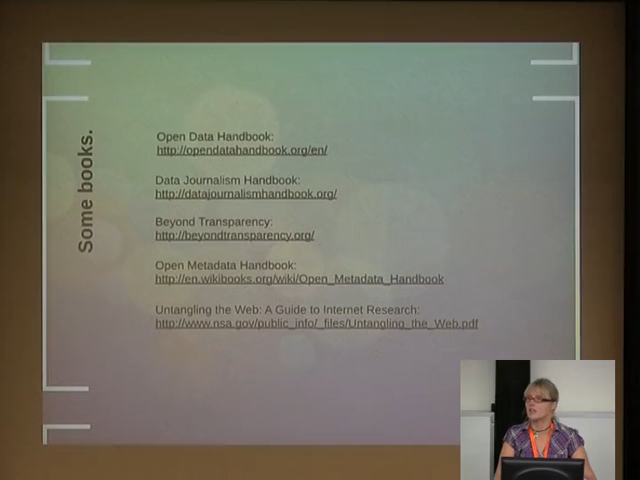 Some books.
Open Data Handbook:
http://opendatahandbook.org/en/
Data Journalism Handbook:
http://datajournalismhandbook.org/
Beyond Transparency:
http://beyondtransparency.org/
Open Metadata Handbook:
http://en.wikibooks.org/wiki/Open_Metadata_Handbook
Untangling the Web: A Guide to Internet Research:
http://www.nsa.gov/public_info/_files/Untangling_the_Web.pdf